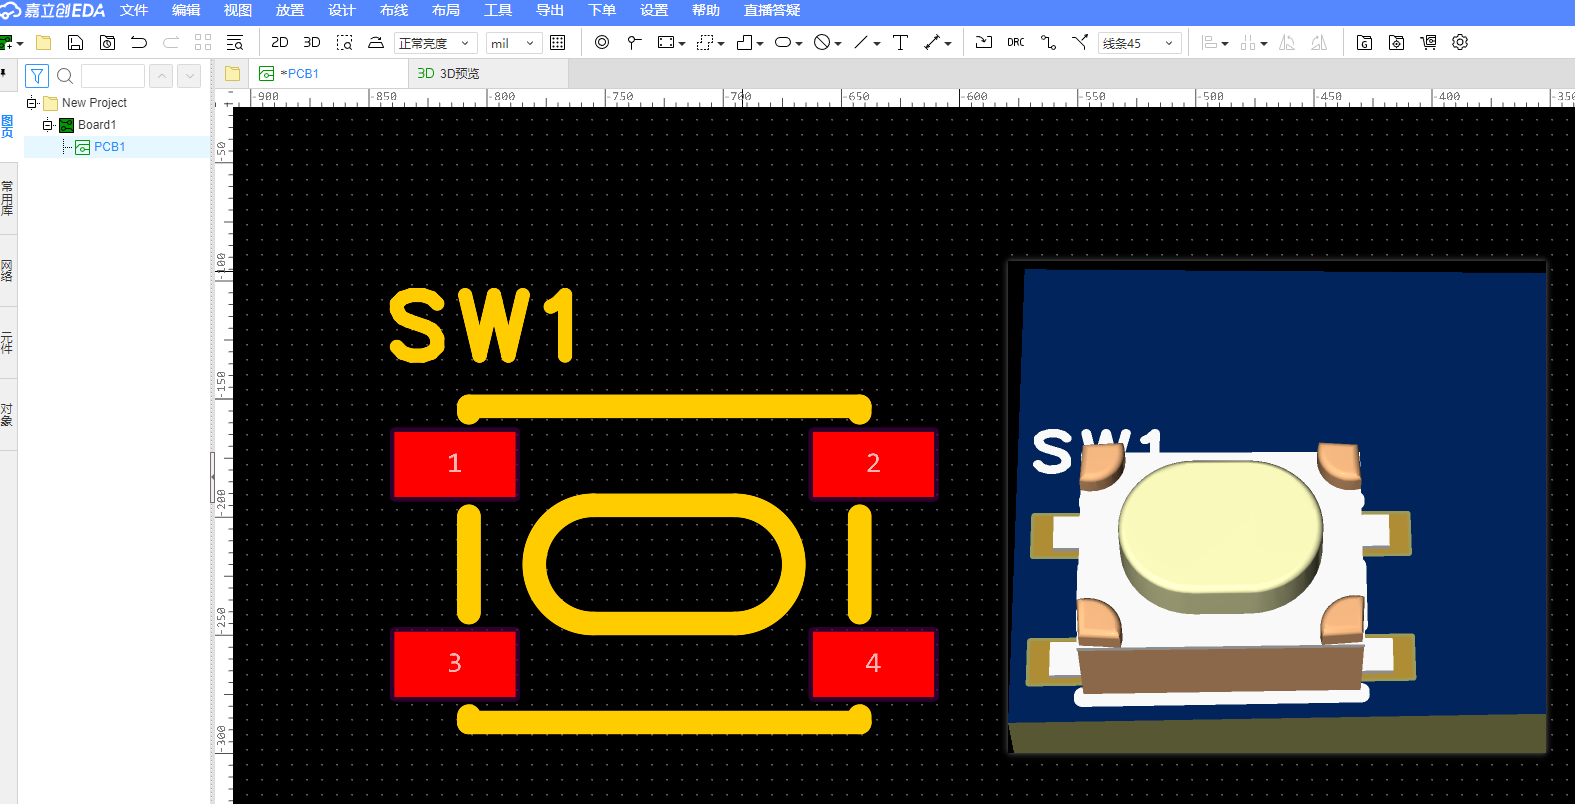 嘉立创EDA 文件 编辑 视图 放置 设计 布线 布局 工具 导出 下单 设置 帮助 直播答疑
2D 3D 正常亮度 mil DRC 线条45
*PCB1 3D 3D预览
New Project
Board1
PCB1
图页
常用库
网络
元件
对象
-900 -850 -800 -750 -700 -650 -600 -550 -500 -450 -400 -350
-50
-100
-150
-200
-250
-300
SW1
1 2
3 4
SW1